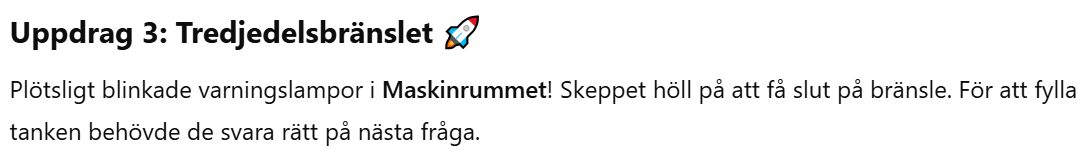 Uppdrag 3: Tredjedelsbränslet 🚀
Plötsligt blinkade varningslampor i Maskinrummet! Skeppet höll på att få slut på bränsle. För att fylla
tanken behövde de svara rätt på nästa fråga.